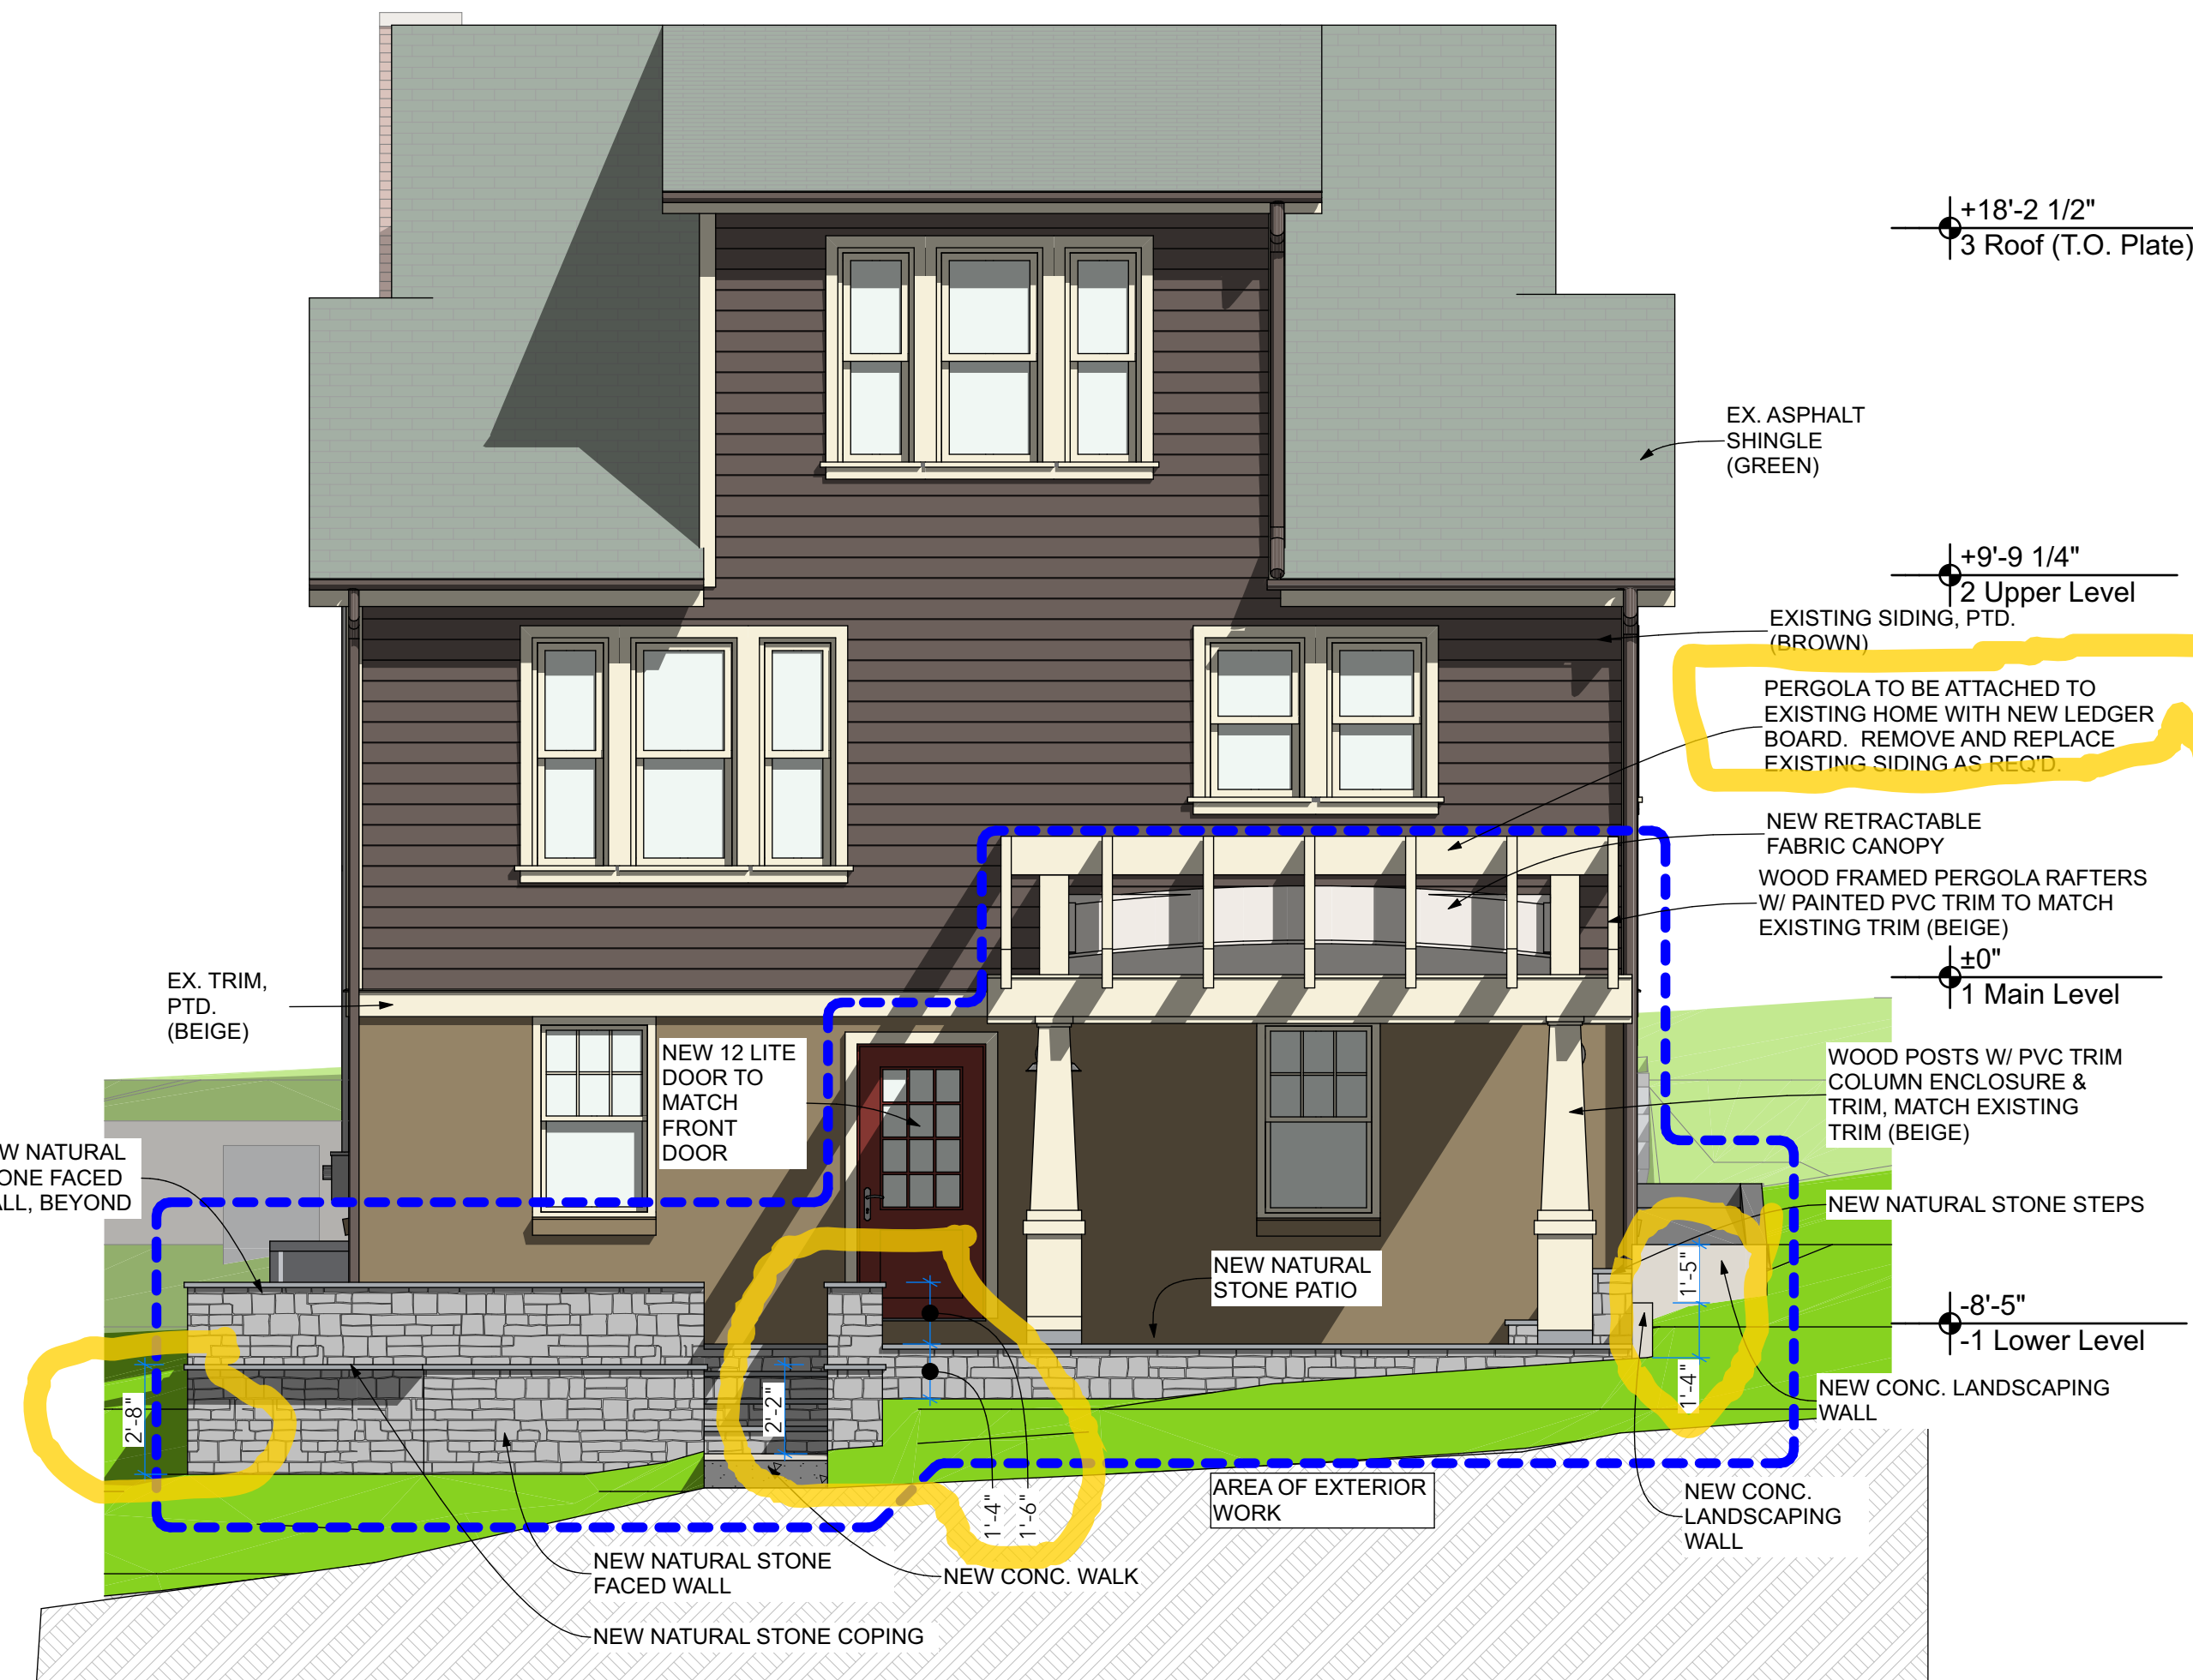 +18'-2 1/2"
3 Roof (T.O. Plate)
EX. ASPHALT
SHINGLE
(GREEN)
+9'-9 1/4"
2 Upper Level
EXISTING SIDING, PTD.
(BROWN)
PERGOLA TO BE ATTACHED TO
EXISTING HOME WITH NEW LEDGER
BOARD. REMOVE AND REPLACE
EXISTING SIDING AS REQ'D.
NEW RETRACTABLE
FABRIC CANOPY
WOOD FRAMED PERGOLA RAFTERS
W/ PAINTED PVC TRIM TO MATCH
EXISTING TRIM (BEIGE)
±0"
1 Main Level
EX. TRIM,
PTD.
(BEIGE)
NEW 12 LITE
DOOR TO
MATCH
FRONT
DOOR
WOOD POSTS W/ PVC TRIM
COLUMN ENCLOSURE &
TRIM, MATCH EXISTING
TRIM (BEIGE)
W NATURAL
ONE FACED
ALL, BEYOND
NEW NATURAL STONE STEPS
NEW NATURAL
STONE PATIO
1'-5"
-8'-5"
-1 Lower Level
1'-4"
2'-8"
2'-2"
NEW CONC. LANDSCAPING
WALL
AREA OF EXTERIOR
WORK
1'-4"
1'-6"
NEW CONC.
LANDSCAPING
WALL
NEW NATURAL STONE
FACED WALL
NEW CONC. WALK
NEW NATURAL STONE COPING